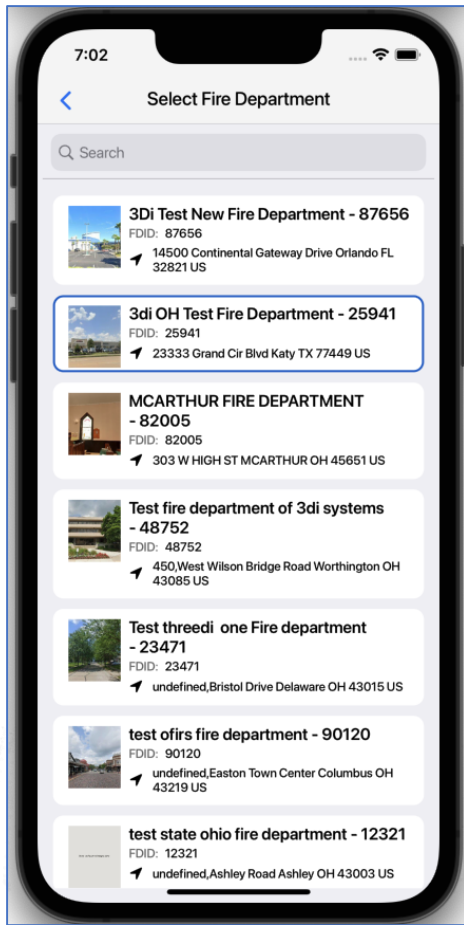 7:02
Select Fire Department
Search
3Di Test New Fire Department - 87656
FDID: 87656
14500 Continental Gateway Drive Orlando FL
32821 US
3di OH Test Fire Department - 25941
FDID: 25941
23333 Grand Cir Blvd Katy TX 77449 US
MCARTHUR FIRE DEPARTMENT
- 82005
FDID: 82005
303 W HIGH ST MCARTHUR OH 45651 US
Test fire department of 3di systems
- 48752
FDID: 48752
450,West Wilson Bridge Road Worthington OH
43085 US
Test threedi one Fire department
- 23471
FDID: 23471
undefined,Bristol Drive Delaware OH 43015 US
test ofirs fire department - 90120
FDID: 90120
undefined,Easton Town Center Columbus OH
43219 US
test state ohio fire department - 12321
FDID: 12321
undefined,Ashley Road Ashley OH 43003 US